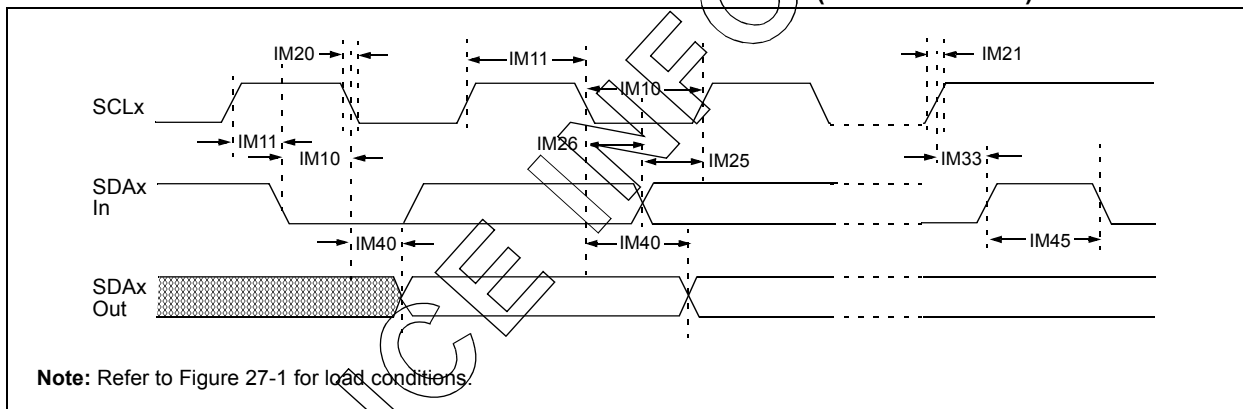 IM20
IM11
IM21
SCLx
IM10
IM11
IM10
IM26
IM25
IM33
SDAx
In
IM40
IM40
IM45
SDAx
Out
Note: Refer to Figure 27-1 for load conditions.